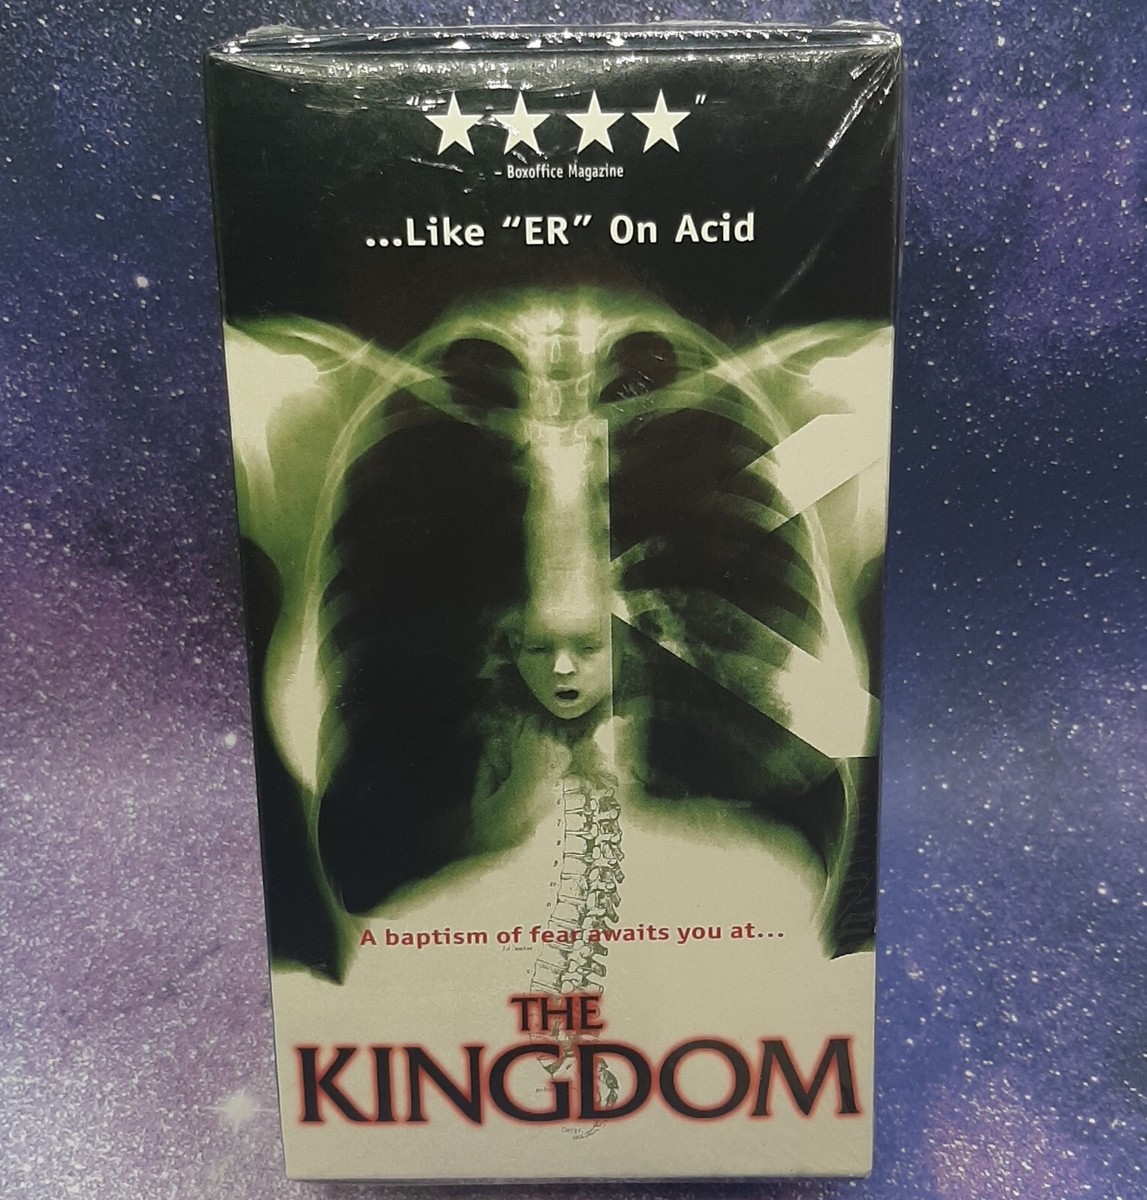 "★★★★"
– Boxoffice Magazine
...Like "ER" On Acid
A baptism of fear awaits you at...
THE
KINGDOM